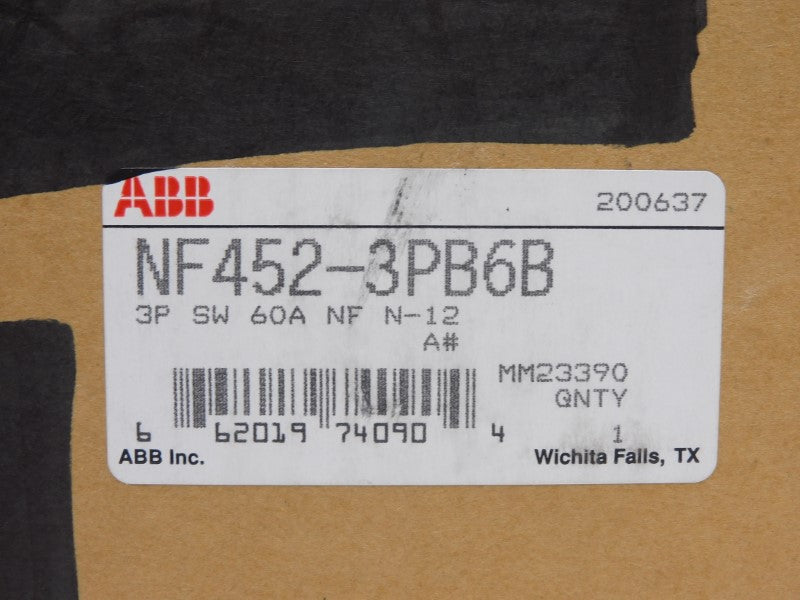 ABB 200637
NF452-3PB6B
3P SW 60A NF N-12
A#
MM23390
QNTY
6 62019 74090 4 1
ABB Inc. Wichita Falls, TX